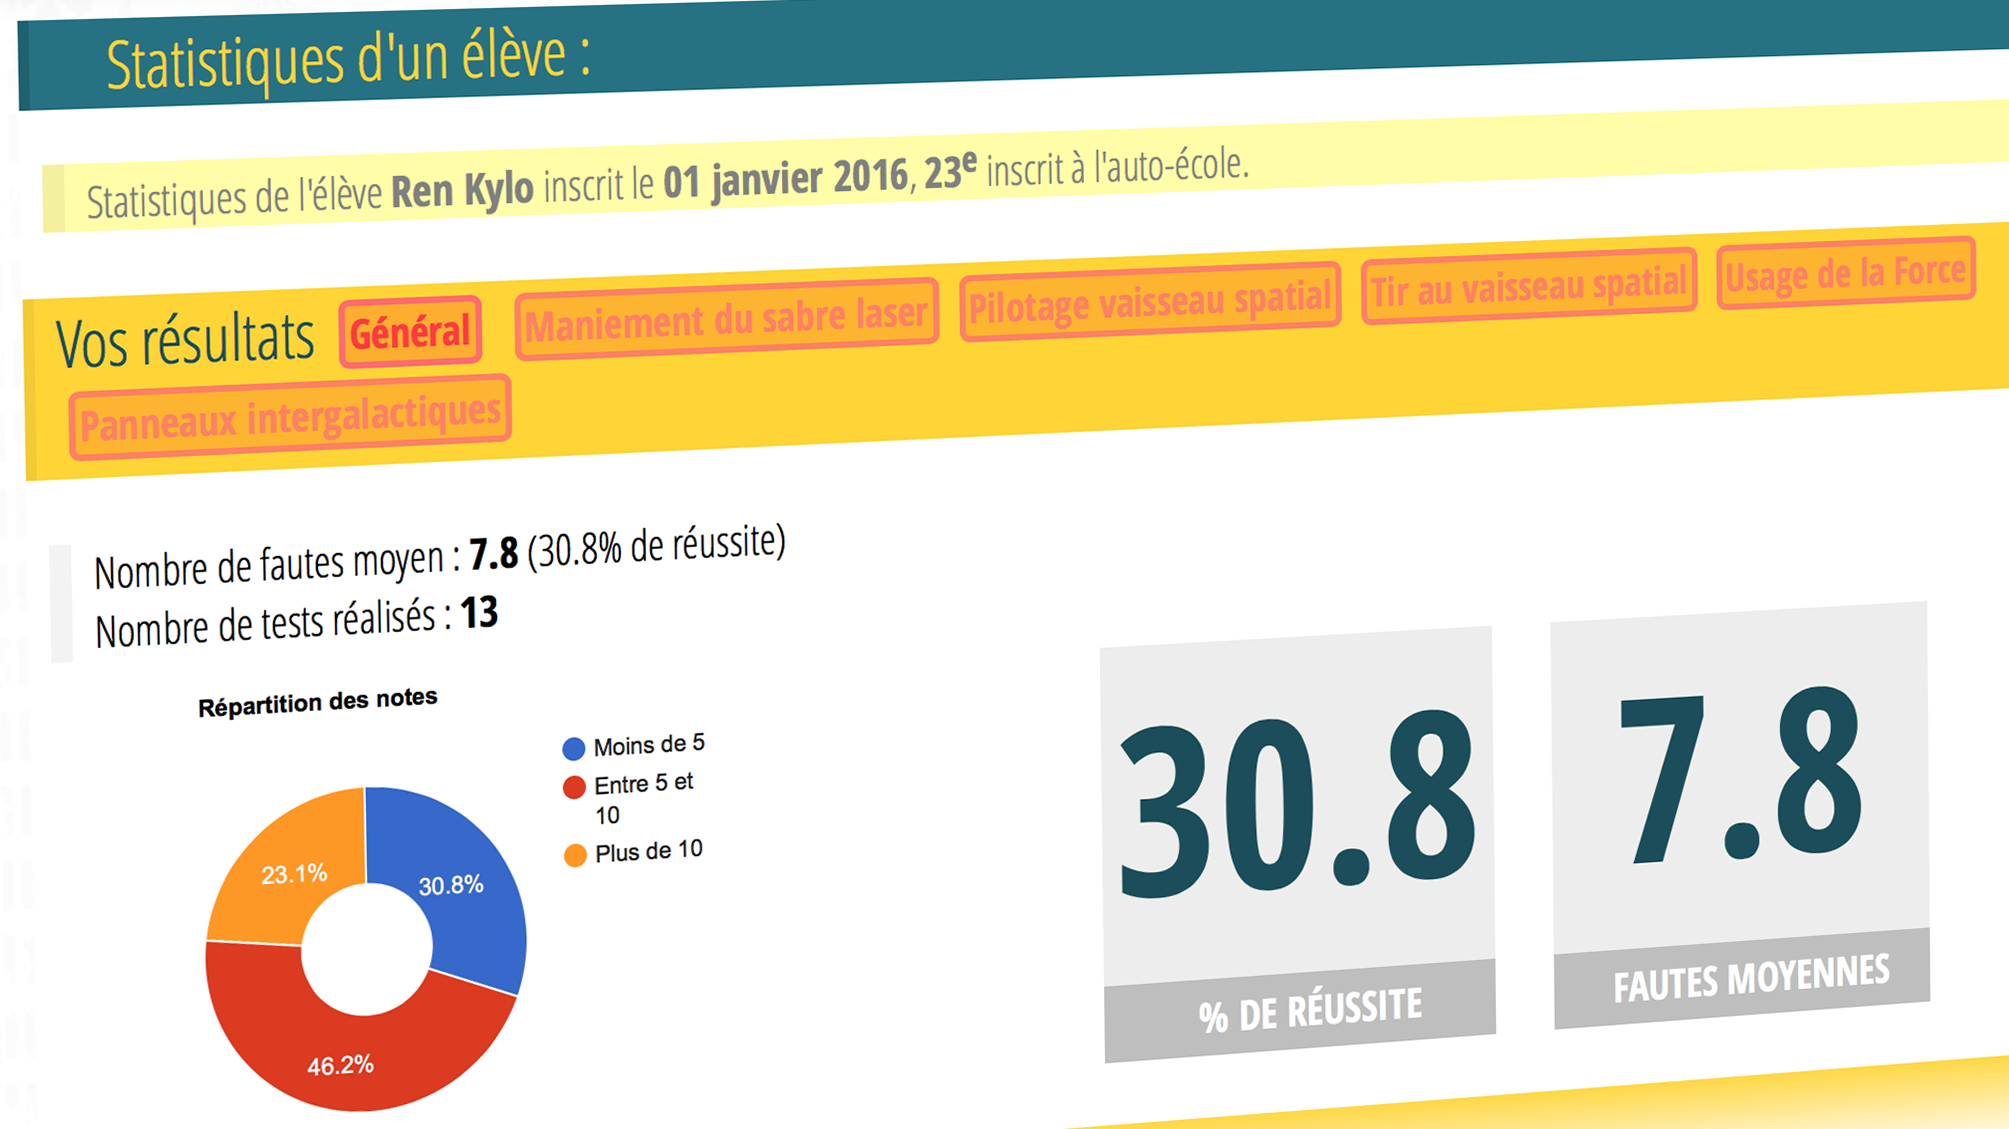 Statistiques d'un élève :
Statistiques de l'élève Ren Kylo inscrit le 01 janvier 2016, 23e inscrit à l'auto-école.
Vos résultats Général Maniement du sabre laser Pilotage vaisseau spatial Tir au vaisseau spatial Usage de la Force
Panneaux intergalactiques
Nombre de fautes moyen : 7.8 (30.8% de réussite)
Nombre de tests réalisés : 13
Répartition des notes
Moins de 5
Entre 5 et
10
Plus de 10
23.1%
30.8%
46.2%
30.8
% DE RÉUSSITE
7.8
FAUTES MOYENNES